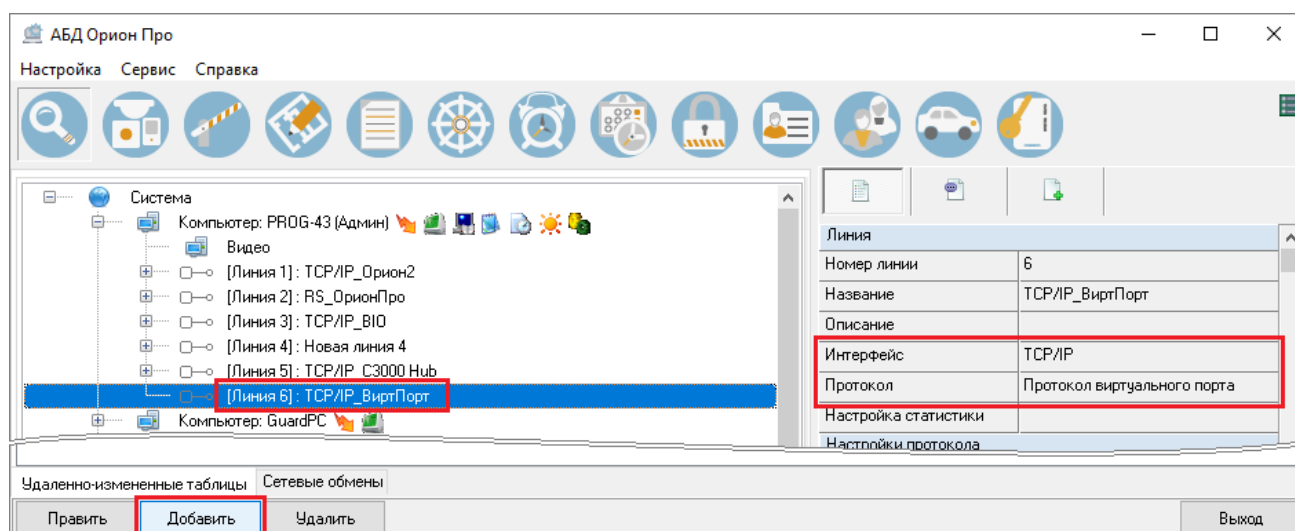 АБД Орион Про
Настройка Сервис Справка
Система
Компьютер: PROG-43 (Админ)
Видео
[Линия 1] : TCP/IP_Орион2
[Линия 2] : RS_ОрионПро
[Линия 3] : TCP/IP_BIO
[Линия 4] : Новая линия 4
[Линия 5] : TCP/IP_C3000 Hub
[Линия 6] : TCP/IP_ВиртПорт
Компьютер: GuardPC
Линия
Номер линии 6
Название TCP/IP_ВиртПорт
Описание
Интерфейс TCP/IP
Протокол Протокол виртуального порта
Настройка статистики
Настройки протокола
Удаленно-измененные таблицы Сетевые обмены
Править Добавить Удалить Выход